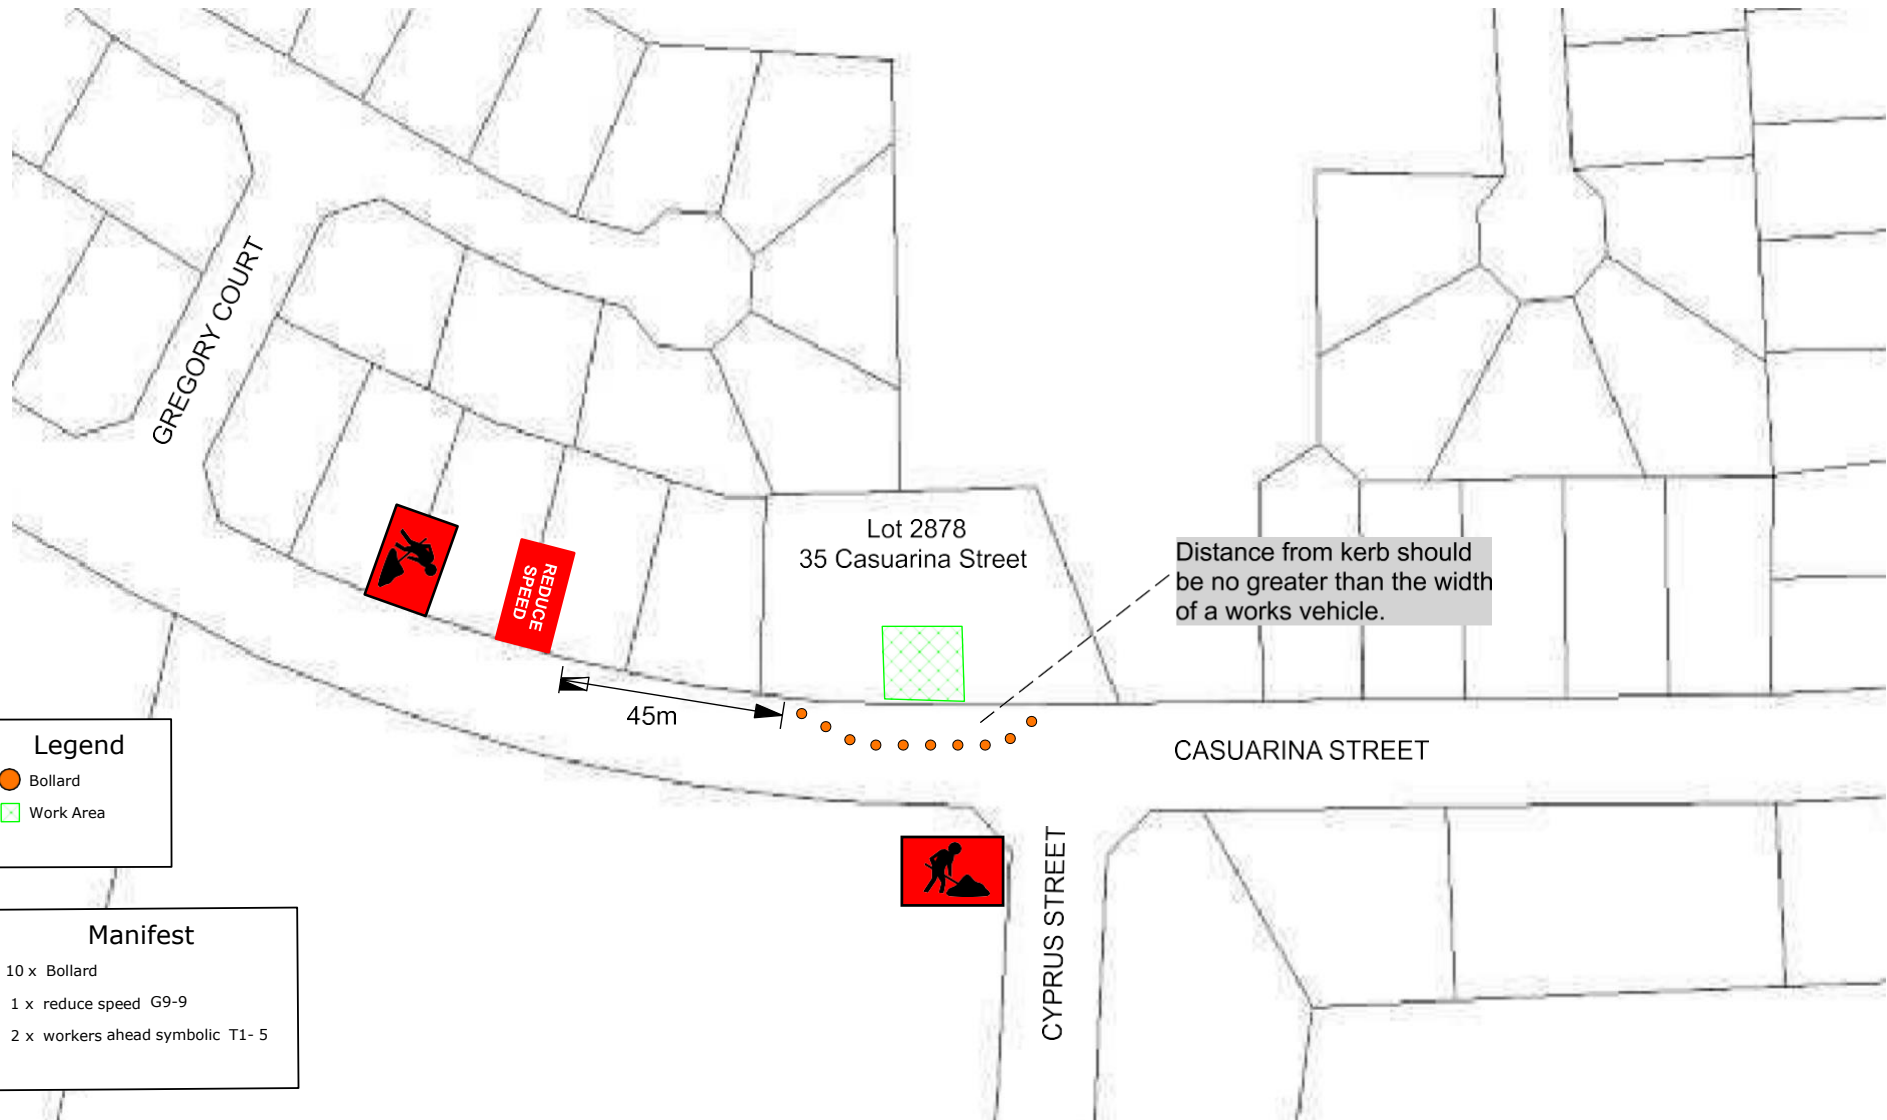 GREGORY COURT
Lot 2878
35 Casuarina Street
Distance from kerb should
be no greater than the width
of a works vehicle.
REDUCE
SPEED
45m
CASUARINA STREET
CYPRUS STREET
Legend
Bollard
Work Area
Manifest
10 x Bollard
1 x reduce speed G9-9
2 x workers ahead symbolic T1- 5